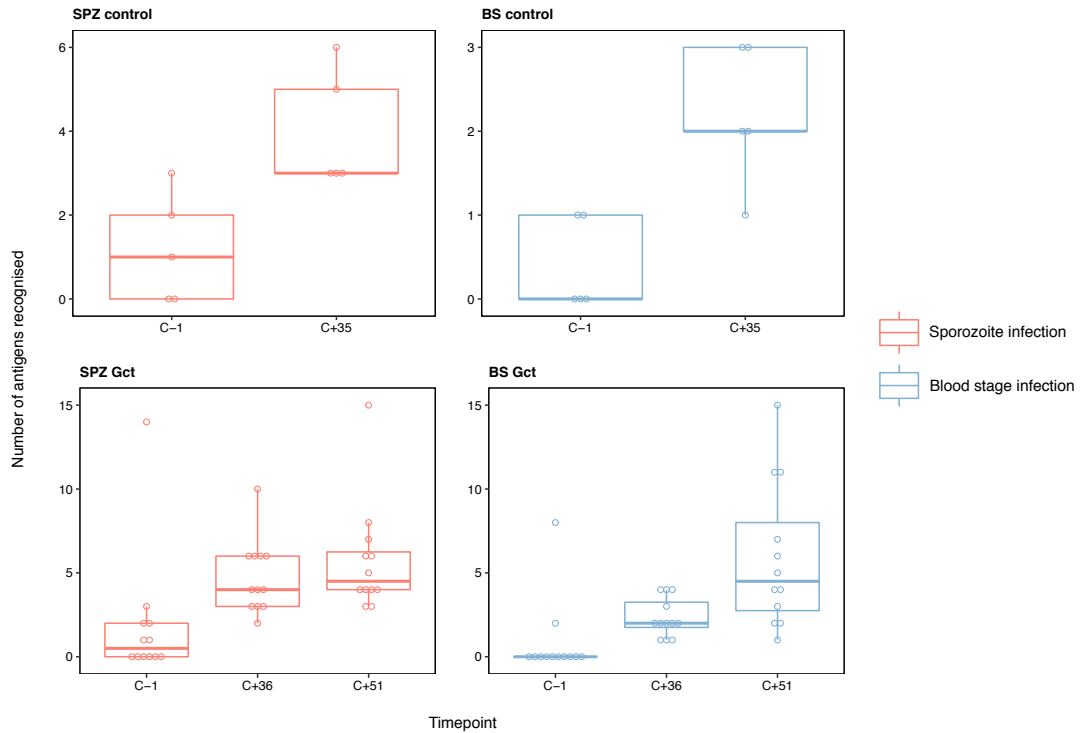 SPZ control
BS control
6
4
2
0
C−1
C+35
3
2
1
0
C−1
C+35
Number of antigens recognised
Sporozoite infection
Blood stage infection
SPZ Gct
BS Gct
15
10
5
0
C−1
C+36
C+51
15
10
5
0
C−1
C+36
C+51
Timepoint